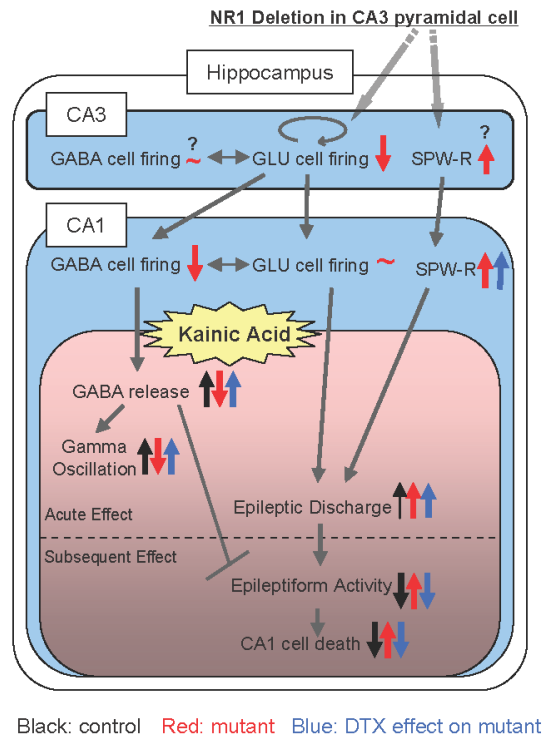 NR1 Deletion in CA3 pyramidal cell
Hippocampus
CA3
? ?
GABA cell firing ~ GLU cell firing SPW-R
CA1
GABA cell firing GLU cell firing ~ SPW-R
Kainic Acid
GABA release
Gamma
Oscillation
Epileptic Discharge
Acute Effect
Subsequent Effect
Epileptiform Activity
CA1 cell death
Black: control Red: mutant Blue: DTX effect on mutant